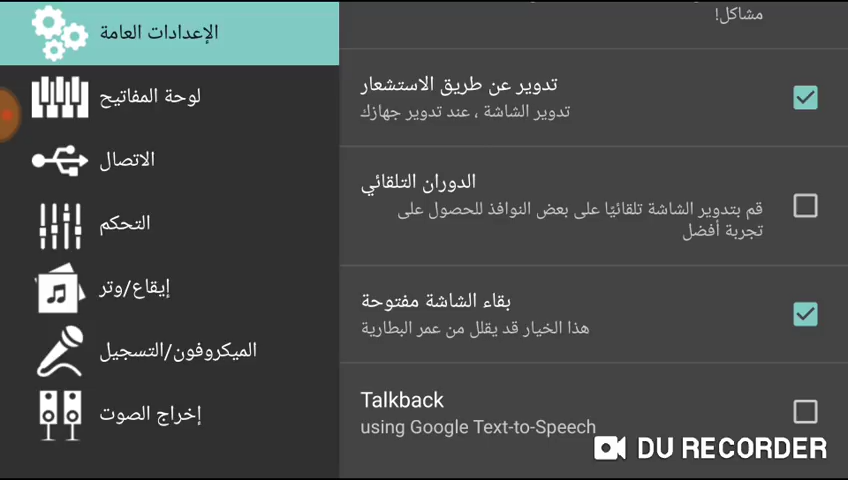 الإعدادات العامة
لوحة المفاتيح
الاتصال
التحكم
إيقاع/وتر
الميكروفون/التسجيل
إخراج الصوت
مشاكل!
تدوير عن طريق الاستشعار
تدوير الشاشة ، عند تدوير جهازك
الدوران التلقائي
قم بتدوير الشاشة تلقائيًا على بعض النوافذ للحصول على
تجربة أفضل
بقاء الشاشة مفتوحة
هذا الخيار قد يقلل من عمر البطارية
Talkback
using Google Text-to-Speech
DU RECORDER